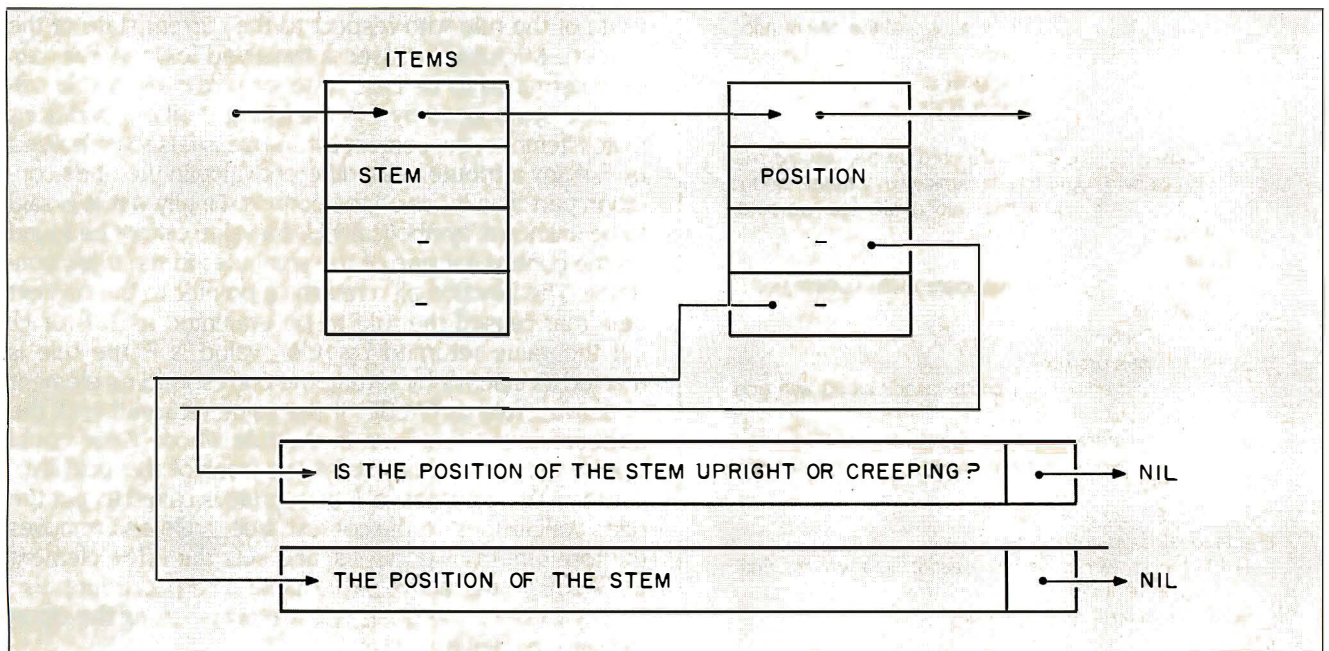 ITEMS
STEM
POSITION
–
–
–
–
IS THE POSITION OF THE STEM UPRIGHT OR CREEPING?
NIL
THE POSITION OF THE STEM
NIL